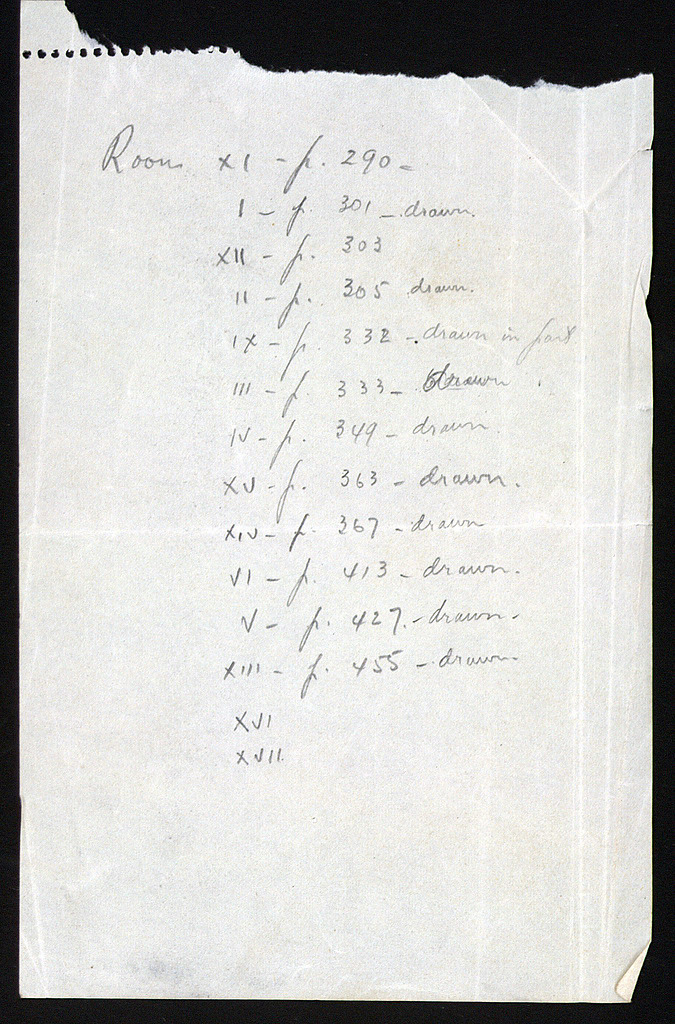 Room XI - p. 290 -
I - p. 301 - drawn.
XII - p. 303
II - p. 305 drawn.
IX - p. 332 - drawn in part
III - p. 333 - drawn
IV - p. 349 - drawn.
XV - p. 363 - drawn.
XIV - p. 367 - drawn
VI - p. 413 - drawn.
V - p. 427. - drawn -
XIII - p. 455 - drawn -
XVI
XVII.